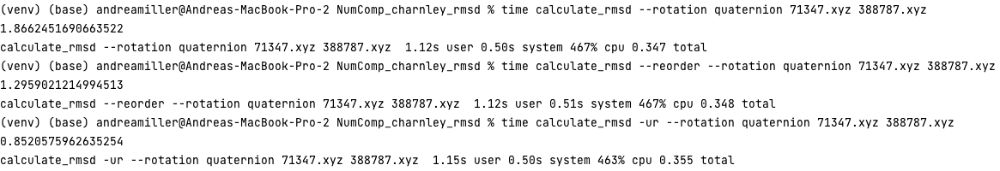 (venv) (base) andreamiller@Andreas-MacBook-Pro-2 NumComp_charnley_rmsd % time calculate_rmsd --rotation quaternion 71347.xyz 388787.xyz
1.8662451690663522
calculate_rmsd --rotation quaternion 71347.xyz 388787.xyz  1.12s user 0.50s system 467% cpu 0.347 total
(venv) (base) andreamiller@Andreas-MacBook-Pro-2 NumComp_charnley_rmsd % time calculate_rmsd --reorder --rotation quaternion 71347.xyz 388787.xyz
1.2959021214994513
calculate_rmsd --reorder --rotation quaternion 71347.xyz 388787.xyz  1.12s user 0.51s system 467% cpu 0.348 total
(venv) (base) andreamiller@Andreas-MacBook-Pro-2 NumComp_charnley_rmsd % time calculate_rmsd -ur --rotation quaternion 71347.xyz 388787.xyz
0.8520575962635254
calculate_rmsd -ur --rotation quaternion 71347.xyz 388787.xyz  1.15s user 0.50s system 463% cpu 0.355 total